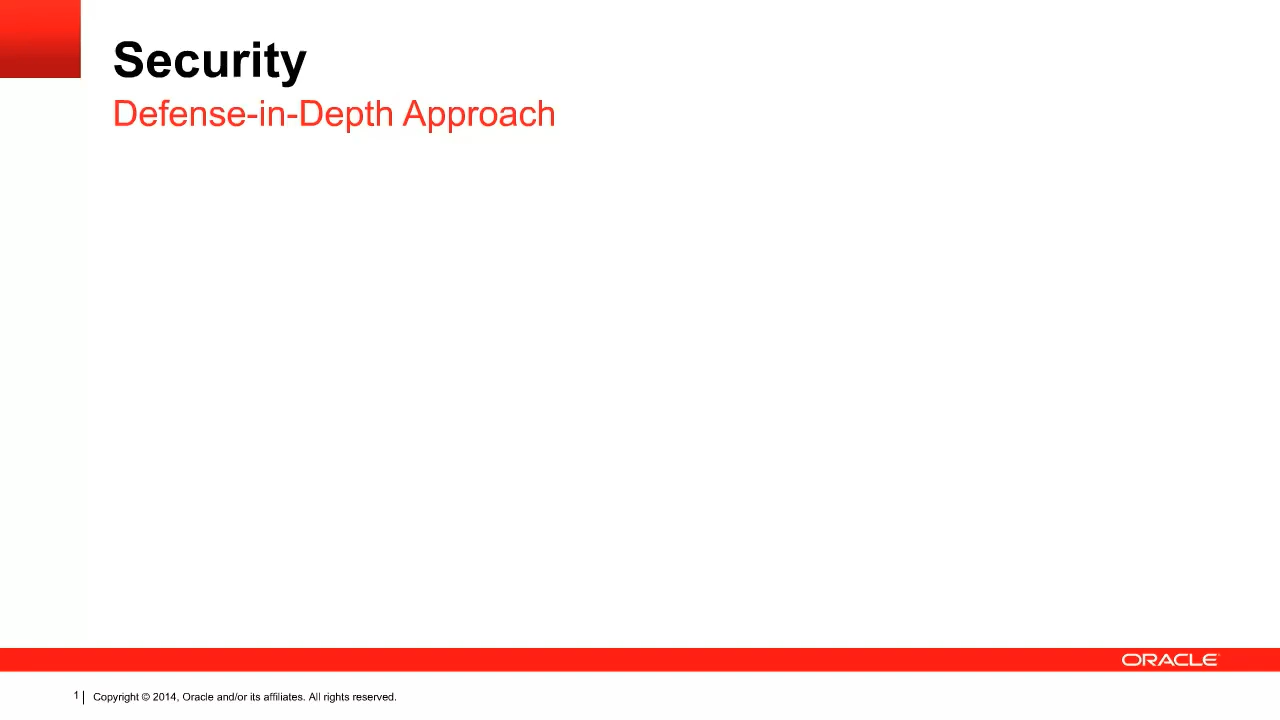 Security
Defense-in-Depth Approach
ORACLE
1 Copyright © 2014, Oracle and/or its affiliates. All rights reserved.